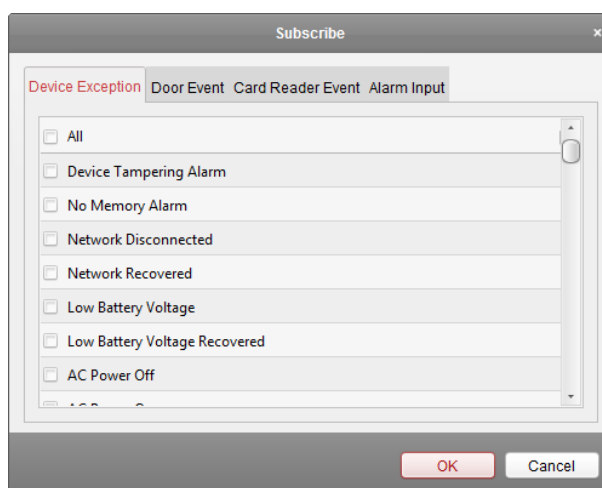 Subscribe
×
Device Exception Door Event Card Reader Event Alarm Input
All
Device Tampering Alarm
No Memory Alarm
Network Disconnected
Network Recovered
Low Battery Voltage
Low Battery Voltage Recovered
AC Power Off
OK Cancel